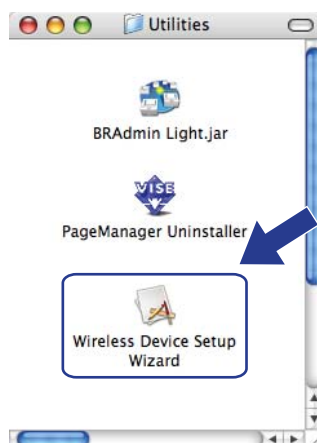 Utilities
BRAdmin Light.jar
VISE
PageManager Uninstaller
Wireless Device Setup
Wizard